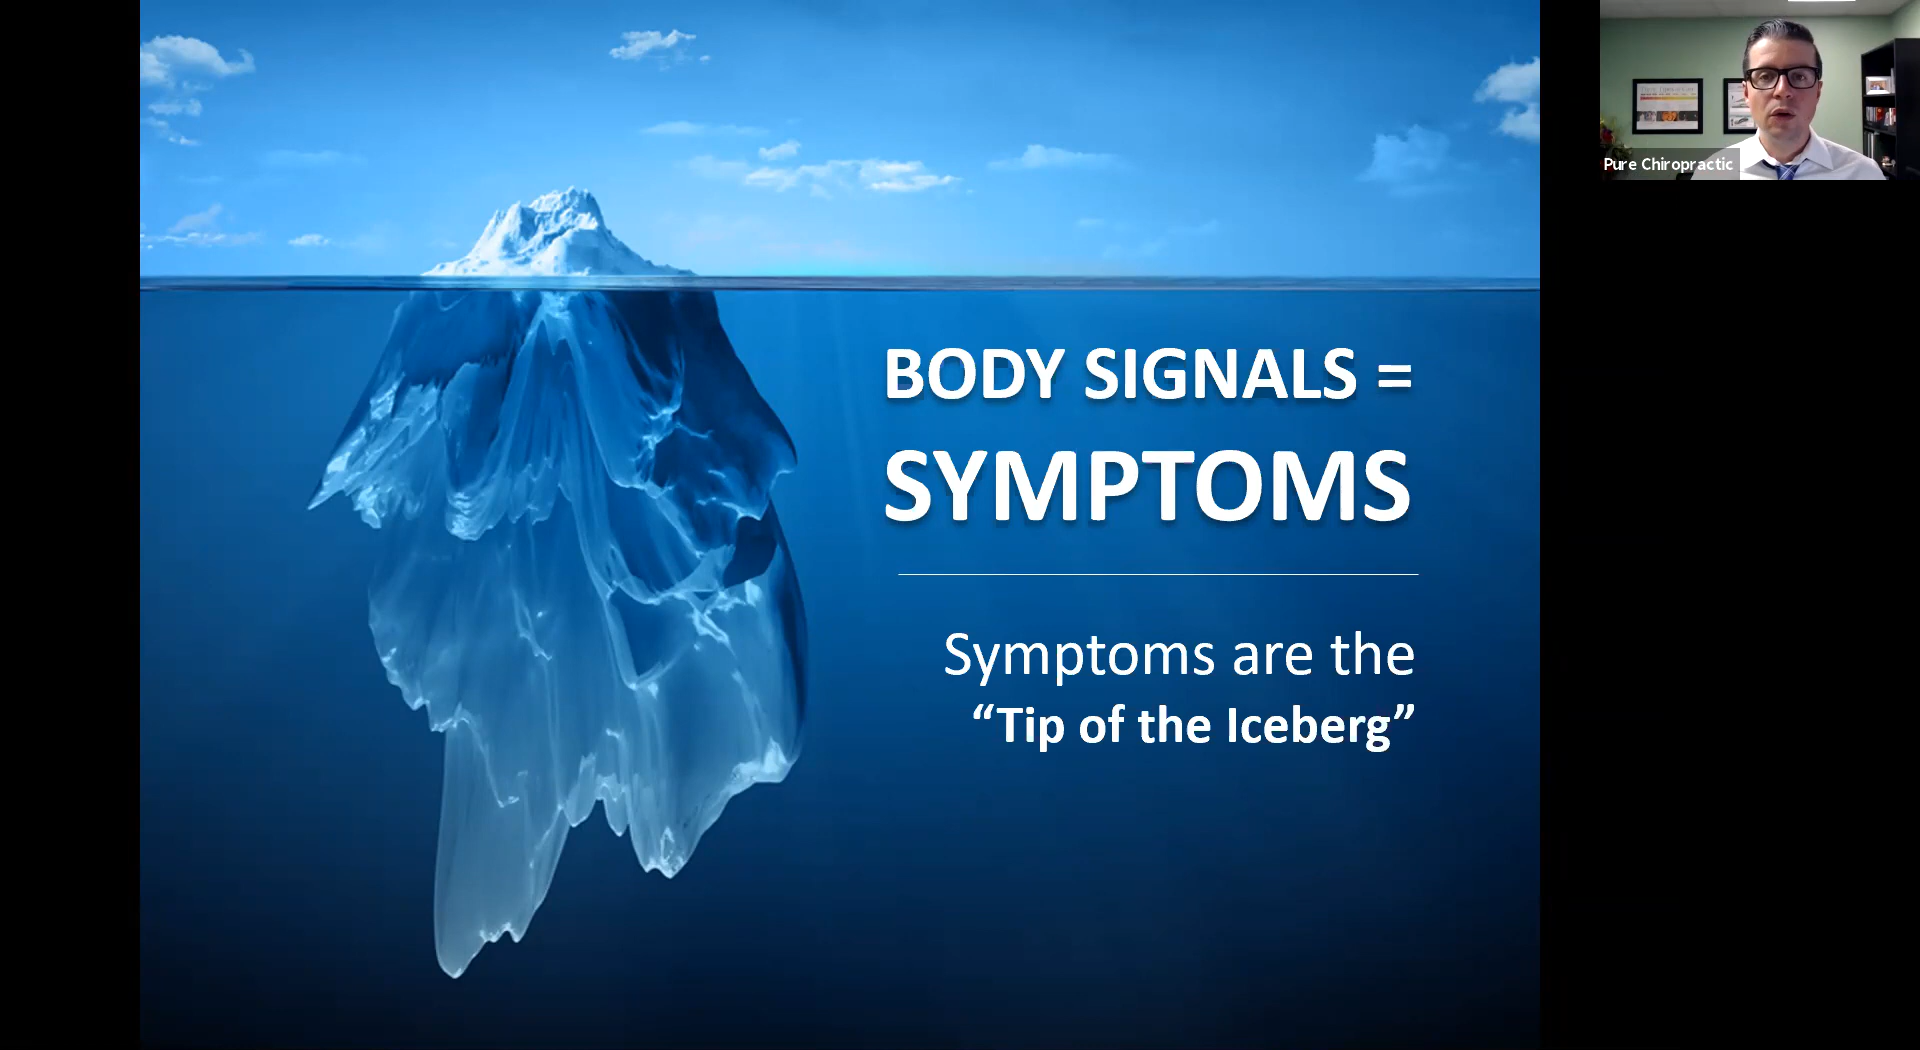 Pure Chiropractic
BODY SIGNALS =
SYMPTOMS
Symptoms are the
“Tip of the Iceberg”